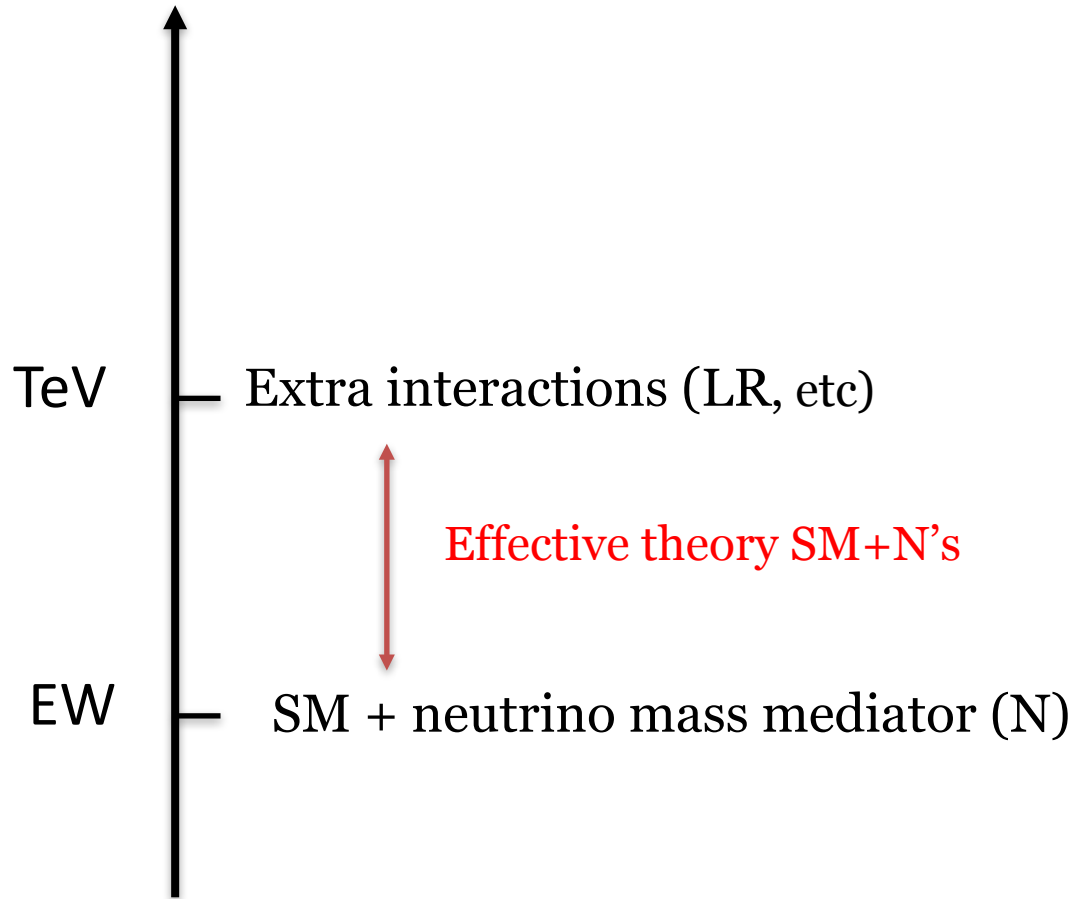 TeV
Extra interactions (LR, etc)
Effective theory SM+N’s
EW
SM + neutrino mass mediator (N)